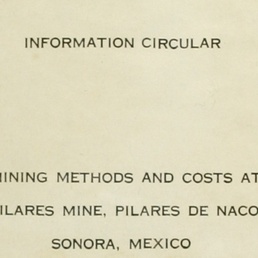 INFORMATION CIRCULAR
MINING METHODS AND COSTS AT
PILARES MINE, PILARES DE NACO
SONORA, MEXICO